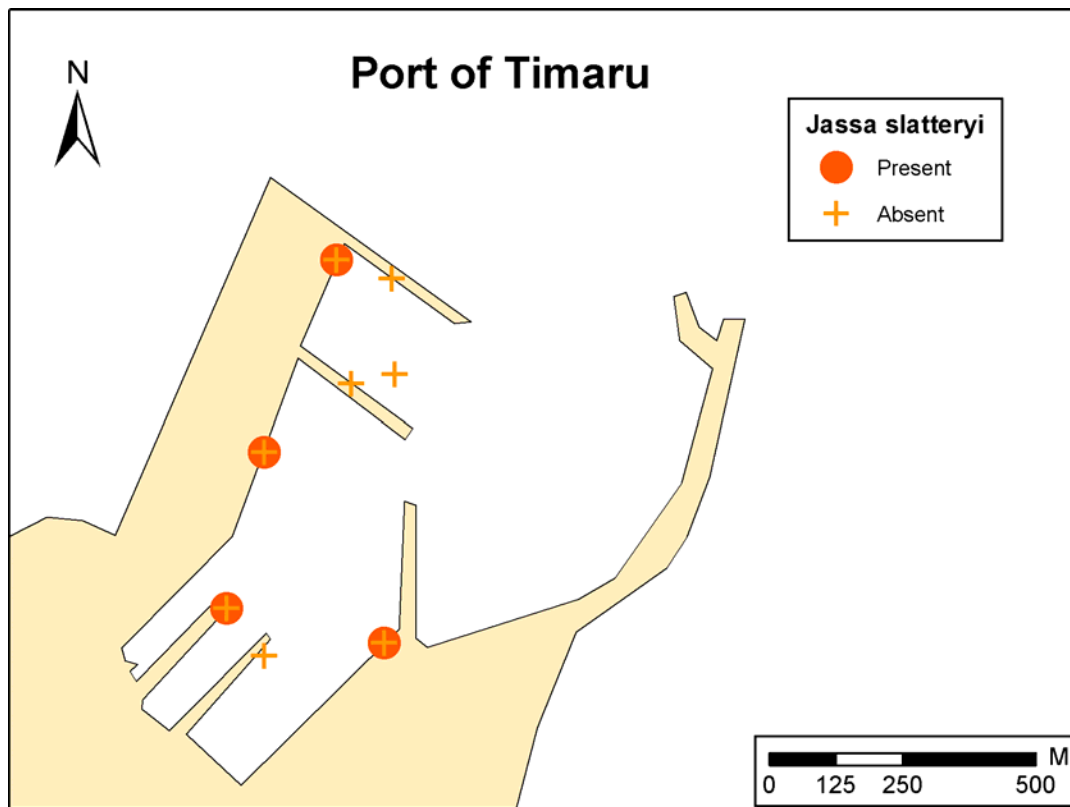 Port of Timaru
N
Jassa slatteryi
Present
Absent
M
0 125 250 500